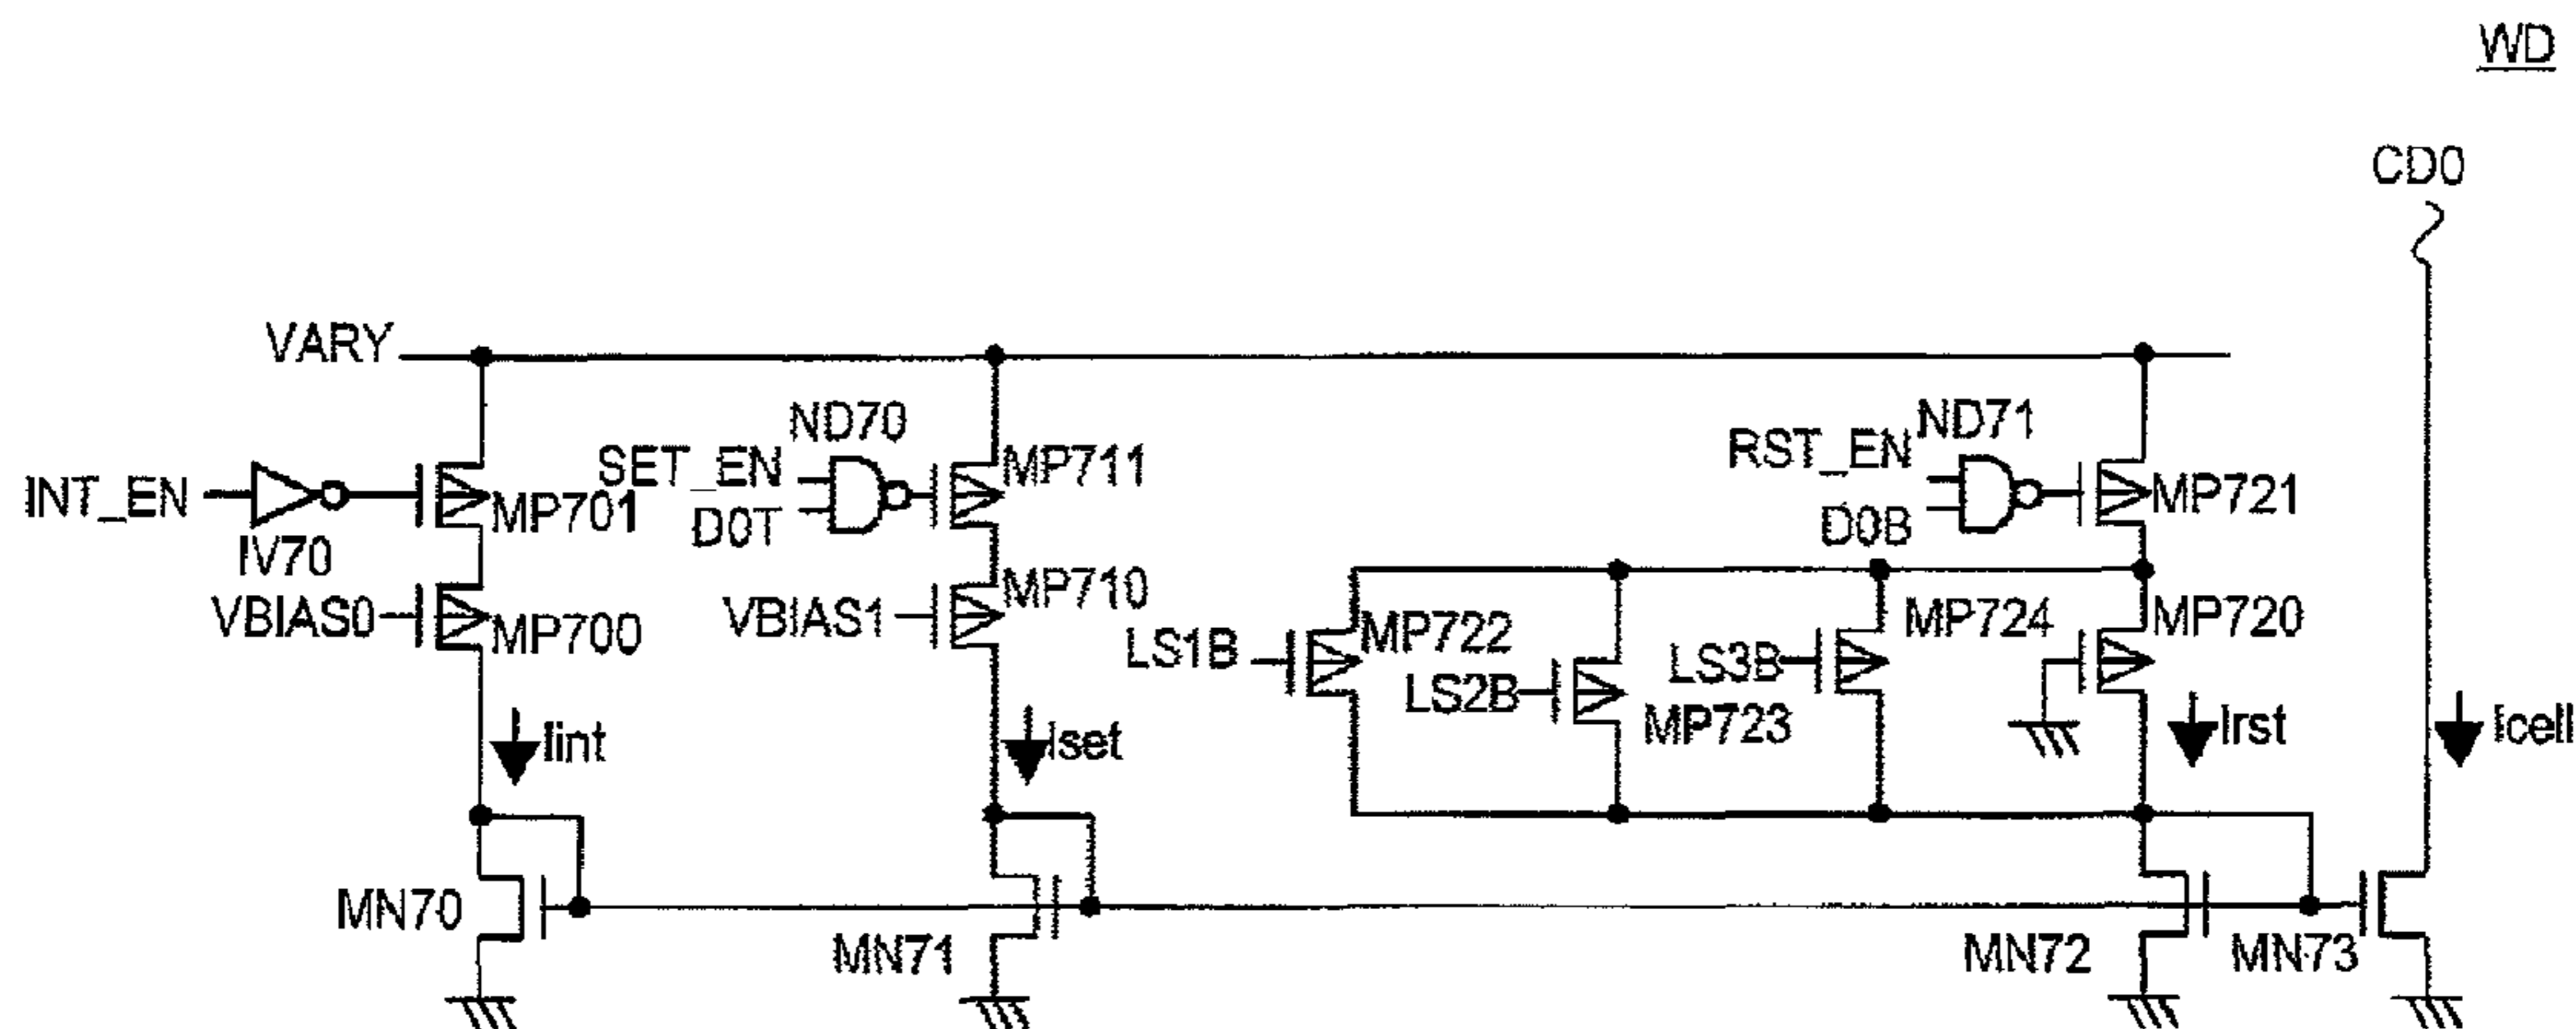 WD
CD0
VARY
ND70
ND71
SET_EN
MP711
RST_EN
INT_EN
MP701
D0T
MP721
D0B
IV70
VBIAS0
MP700
VBIAS1
MP710
LS1B
MP722
LS2B
MP723
LS3B
MP724
MP720
Iint
Iset
Irst
Icell
MN70
MN71
MN72
MN73